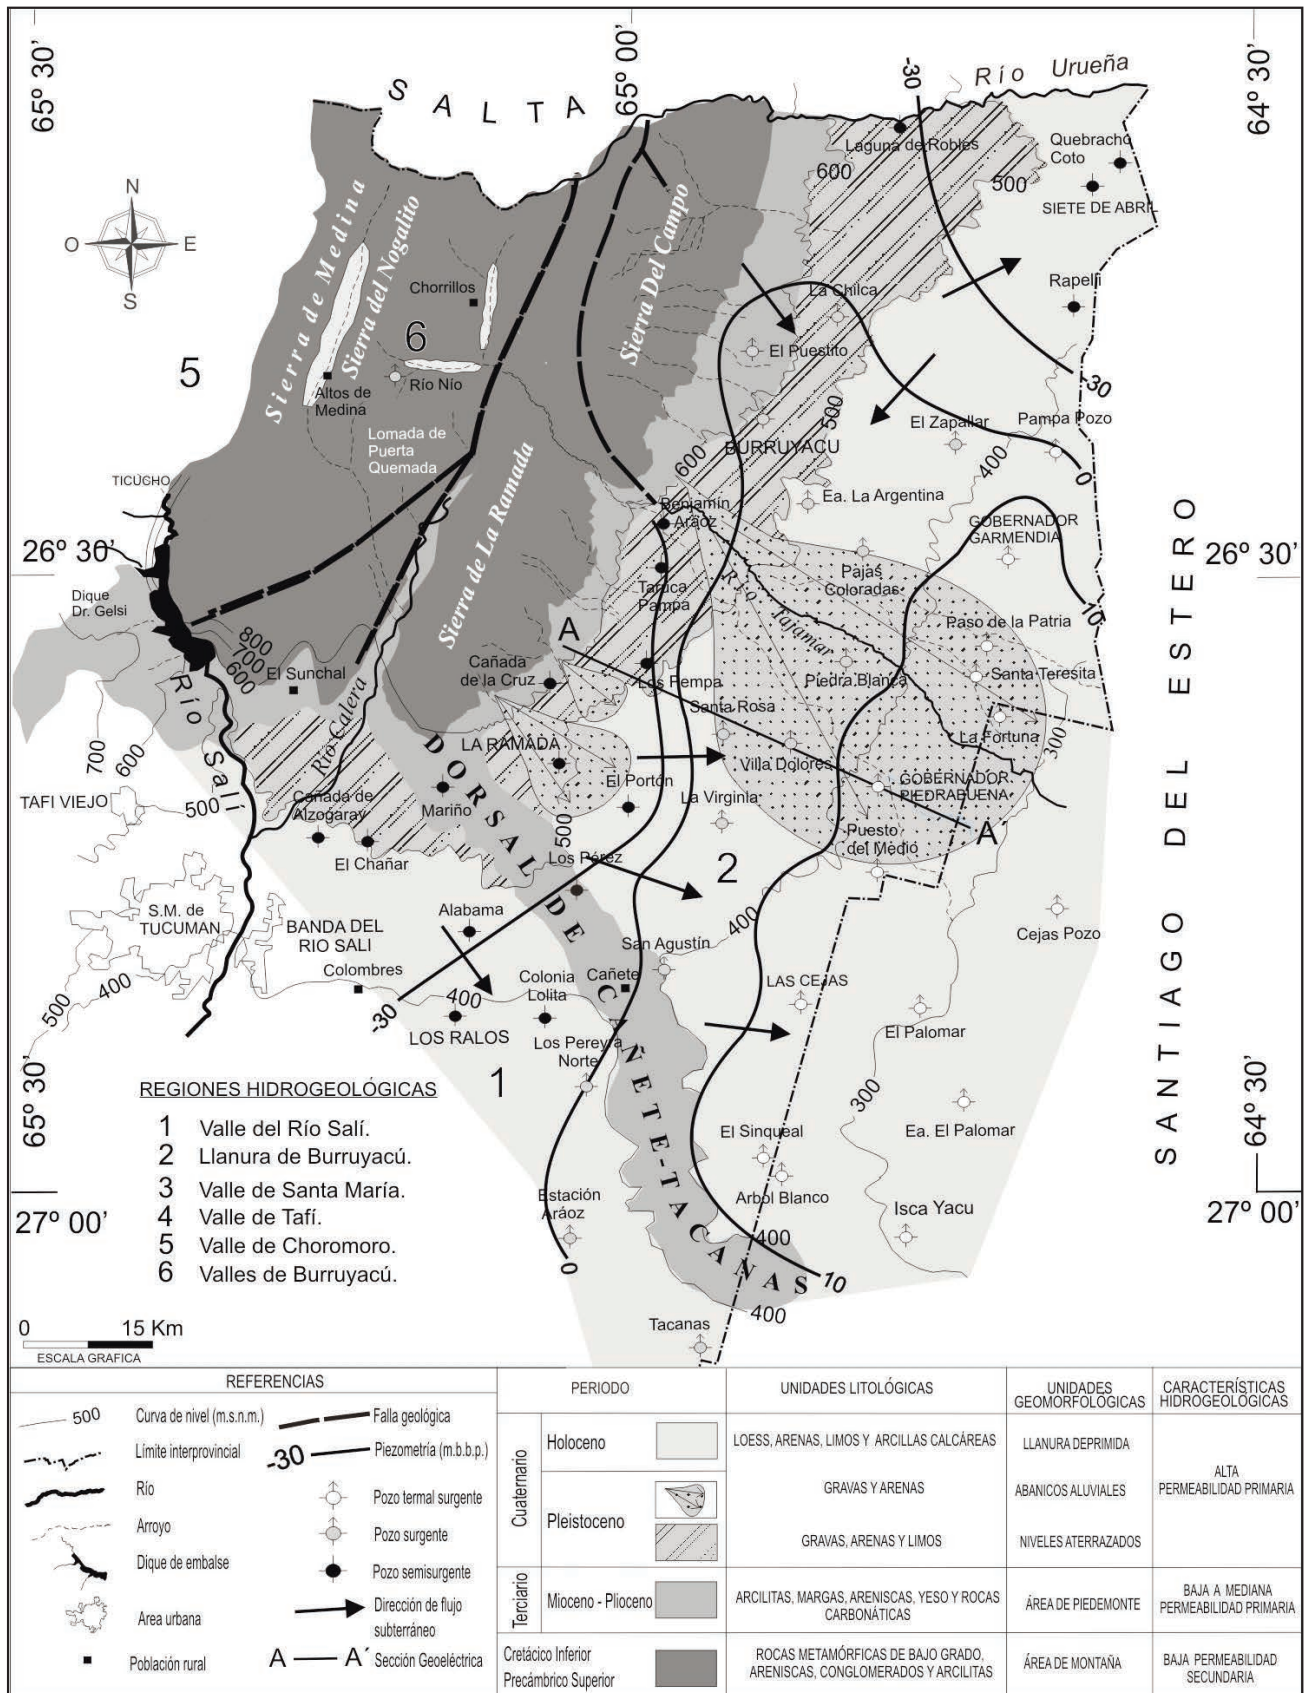 65º 30'
65º 00'
64º 30'
SALTA
Río Urueña
-30
N
O
E
S
Laguna de Robles
600
500
Quebracho
Coto
SIETE DE ABRIL
Sierra de Medina
Sierra del Nogalito
Sierra Del Campo
Chorrillos
6
5
La Chilca
Rapelli
El Puestito
Altos de
Medina
Río Nío
-30
Lomada de
Puerta
Quemada
BURRUYACU
500
El Zapallar
Pampa Pozo
600
400
0
TICUCHO
Sierra de La Ramada
Ea. La Argentina
Benjamín
Aráoz
GOBERNADOR
GARMENDIA
26º 30'
26º 30'
Dique
Dr. Gelsi
Taruca
Pampa
Río Tajamar
Pajas
Coloradas
10
Paso de la Patria
800
700
600
A
El Sunchal
Cañada
de la Cruz
Los Pempa
Piedra Blanca
Santa Teresita
Río Salí
Río Calera
Santa Rosa
La Fortuna
700
600
DORSAL DE CAÑETE-TACANAS
LA RAMADA
Villa Dolores
300
TAFI VIEJO
500
Cañada de
Alzogaray
Mariño
El Portón
La Virginia
GOBERNADOR
PIEDRABUENA
A'
El Chañar
500
Los Pérez
2
Puesto
del Medio
S.M. de
TUCUMAN
BANDA DEL
RIO SALI
Alabama
400
San Agustín
Cejas Pozo
Colombres
400
Colonia
Lolita
Cañete
LAS CEJAS
500
400
-30
LOS RALOS
El Palomar
1
Los Pereyra
Norte
300
SANTIAGO DEL ESTERO
65º 30'
64º 30'
REGIONES HIDROGEOLÓGICAS
1 Valle del Río Salí.
2 Llanura de Burruyacú.
3 Valle de Santa María.
4 Valle de Tafí.
5 Valle de Choromoro.
6 Valles de Burruyacú.
El Sinqueal
Ea. El Palomar
Arbol Blanco
Estación
Aráoz
Isca Yacu
27º 00'
27º 00'
400
0
10
400
Tacanas
0 15 Km
ESCALA GRAFICA
REFERENCIAS
500 Curva de nivel (m.s.n.m.)
Límite interprovincial
Río
Arroyo
Dique de embalse
Area urbana
Población rural
Falla geológica
-30 Piezometría (m.b.b.p.)
Pozo termal surgente
Pozo surgente
Pozo semisurgente
Dirección de flujo
subterráneo
A A´ Sección Geoeléctrica
PERIODO
UNIDADES LITOLÓGICAS
UNIDADES
GEOMORFOLÓGICAS
CARACTERÍSTICAS
HIDROGEOLÓGICAS
Cuaternario
Holoceno
LOESS, ARENAS, LIMOS Y ARCILLAS CALCÁREAS
LLANURA DEPRIMIDA
ALTA
PERMEABILIDAD PRIMARIA
Pleistoceno
GRAVAS Y ARENAS
ABANICOS ALUVIALES
GRAVAS, ARENAS Y LIMOS
NIVELES ATERRAZADOS
Terciario
Mioceno - Plioceno
ARCILITAS, MARGAS, ARENISCAS, YESO Y ROCAS
CARBONÁTICAS
ÁREA DE PIEDEMONTE
BAJA A MEDIANA
PERMEABILIDAD PRIMARIA
Cretácico Inferior
Precámbrico Superior
ROCAS METAMÓRFICAS DE BAJO GRADO,
ARENISCAS, CONGLOMERADOS Y ARCILITAS
ÁREA DE MONTAÑA
BAJA PERMEABILIDAD
SECUNDARIA